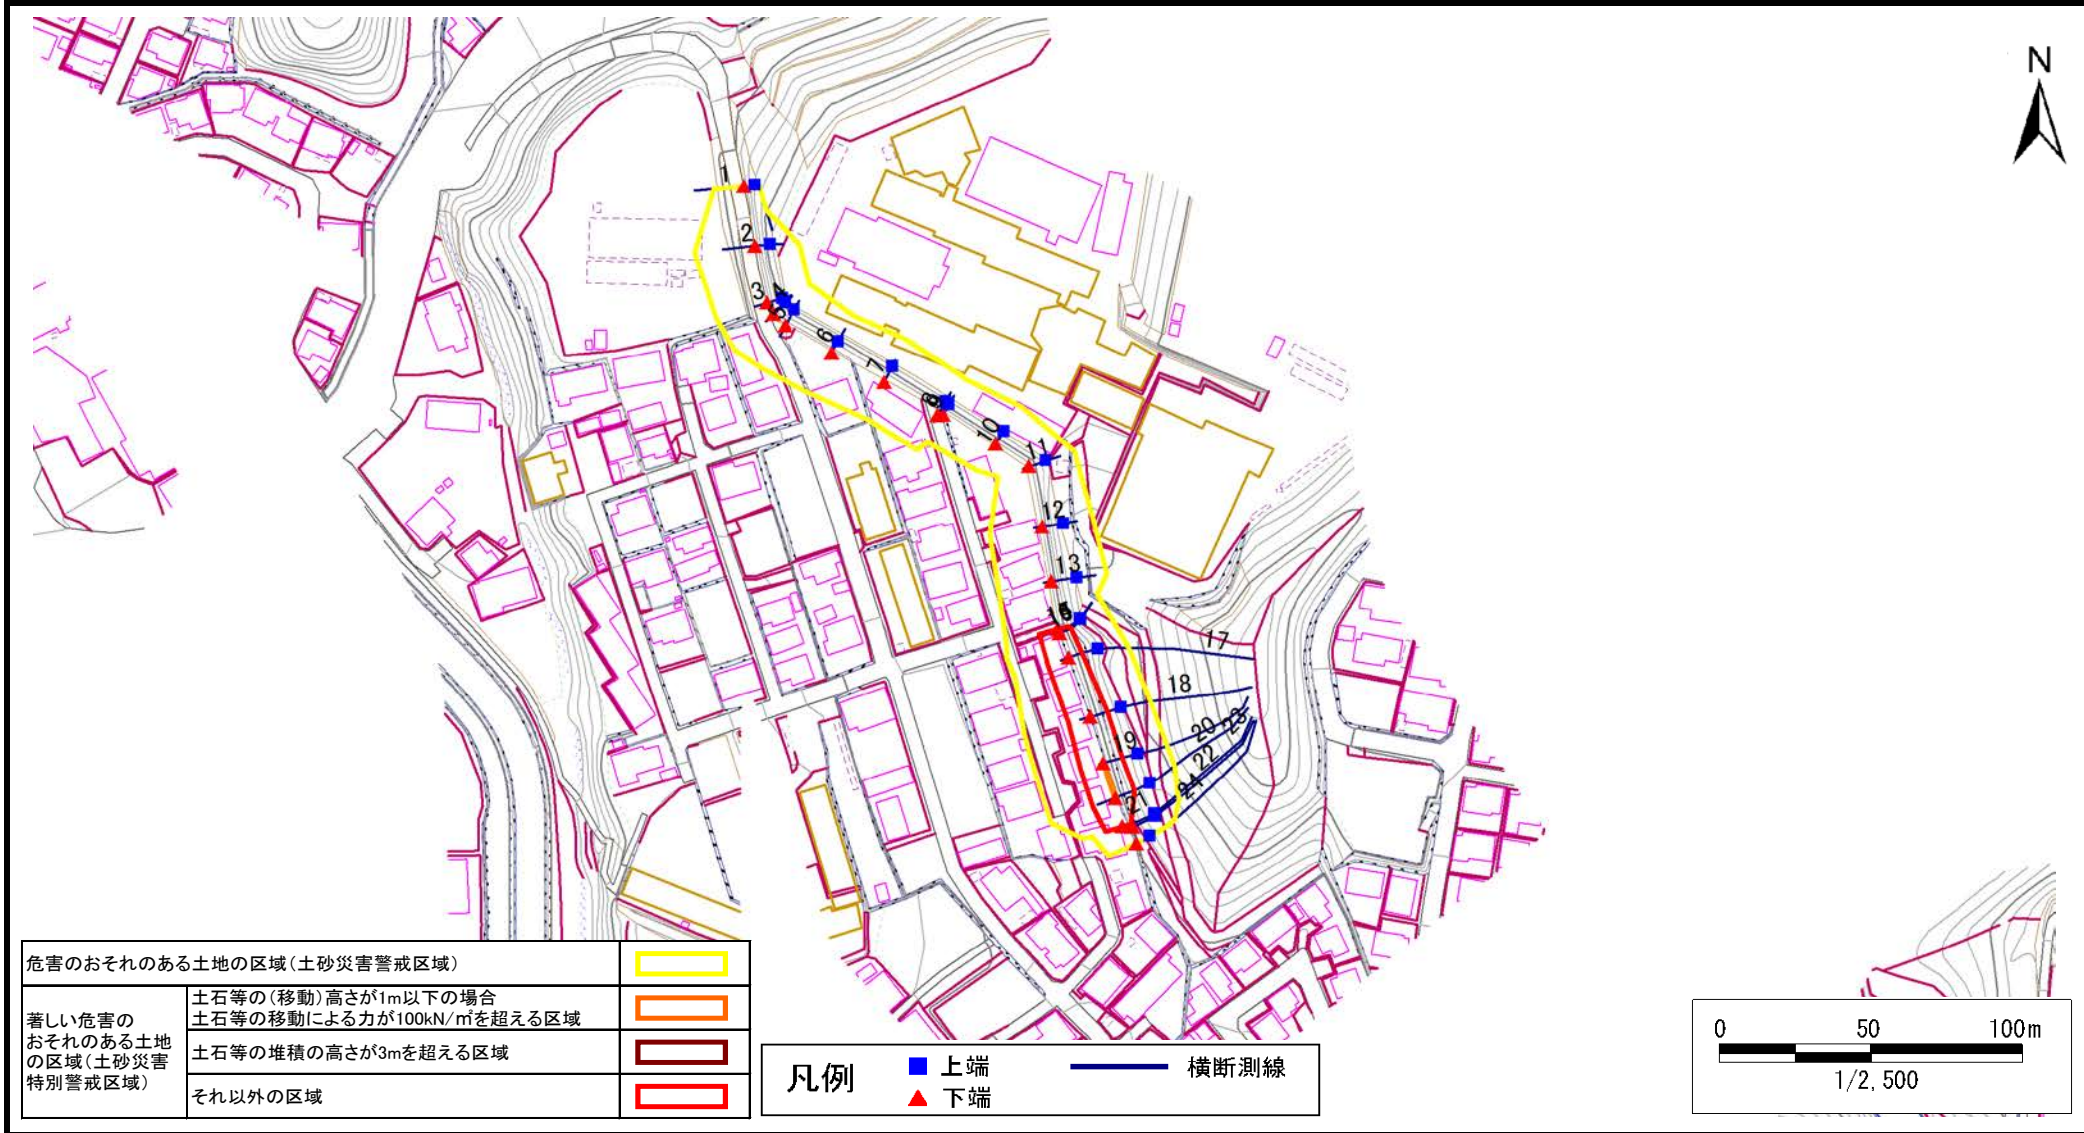 N
1
2
3
6
7
10
11
12
13
17
18
19
20
23
22
21
24
危害のおそれのある土地の区域(土砂災害警戒区域)
著しい危害の
おそれのある土地
の区域(土砂災害
特別警戒区域)
土石等の(移動)高さが1m以下の場合
土石等の移動による力が100kN/㎡を超える区域
土石等の堆積の高さが3mを超える区域
それ以外の区域
凡例
上端
下端
横断測線
0 50 100m
1/2,500